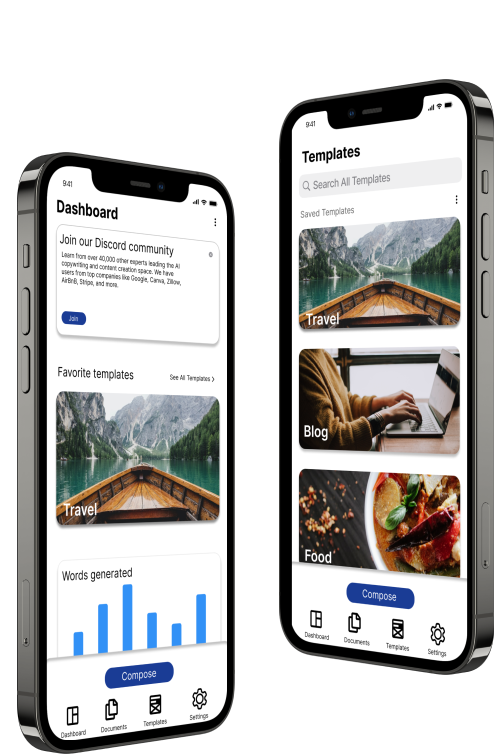 9:41
Dashboard
Join our Discord community
Learn from over 40,000 other experts leading the AI
copywriting and content creation space. We have
users from top companies like Google, Canva, Zillow,
AirBnB, Stripe, and more.
Join
Favorite templates
See All Templates >
Travel
Words generated
Compose
Dashboard
Documents
Templates
Settings
9:41
Templates
Search All Templates
Saved Templates
Travel
Blog
Food
Compose
Dashboard
Documents
Templates
Settings